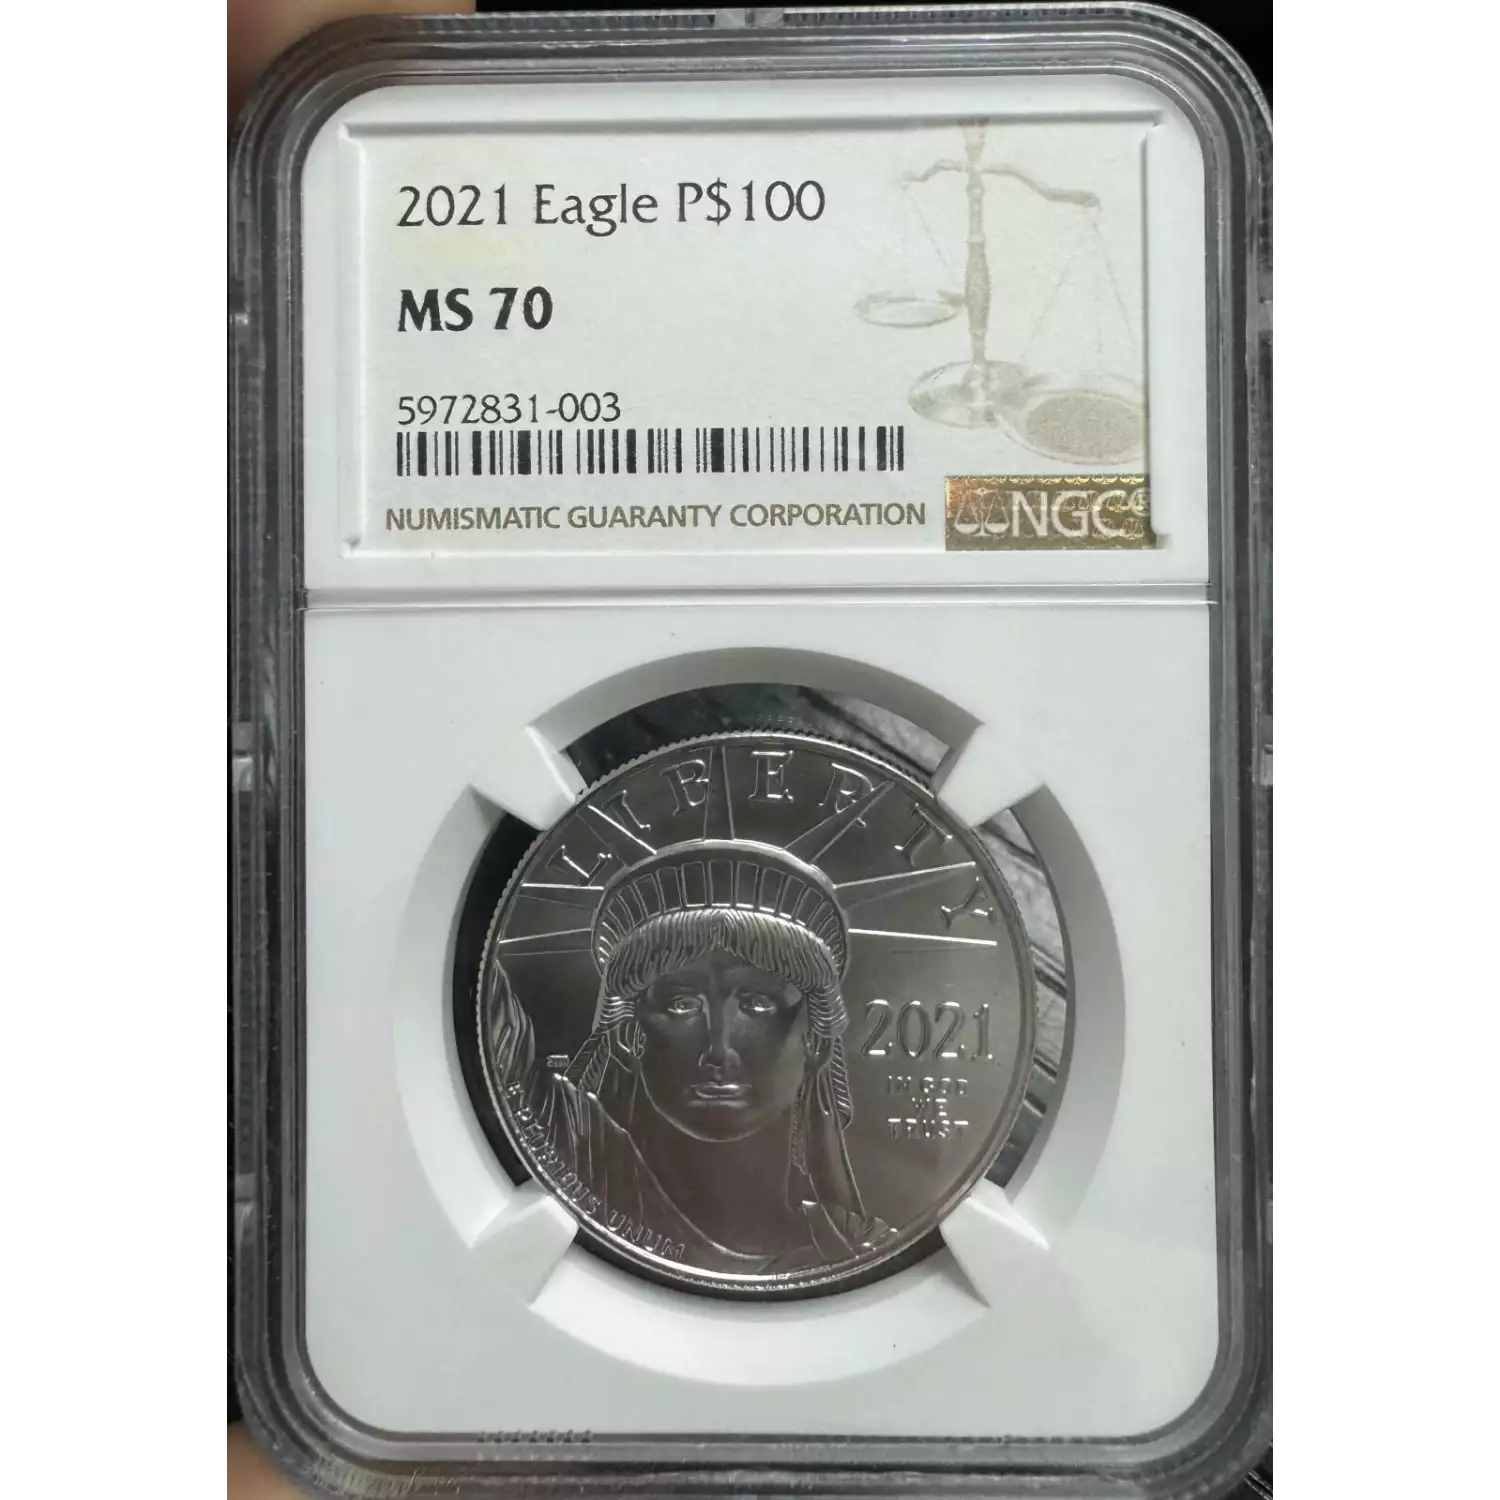 2021 Eagle P$100
MS 70
5972831-003
NUMISMATIC GUARANTY CORPORATION
NGC
LIBERTY
2021
IN GOD
WE
TRUST
E PLURIBUS UNUM